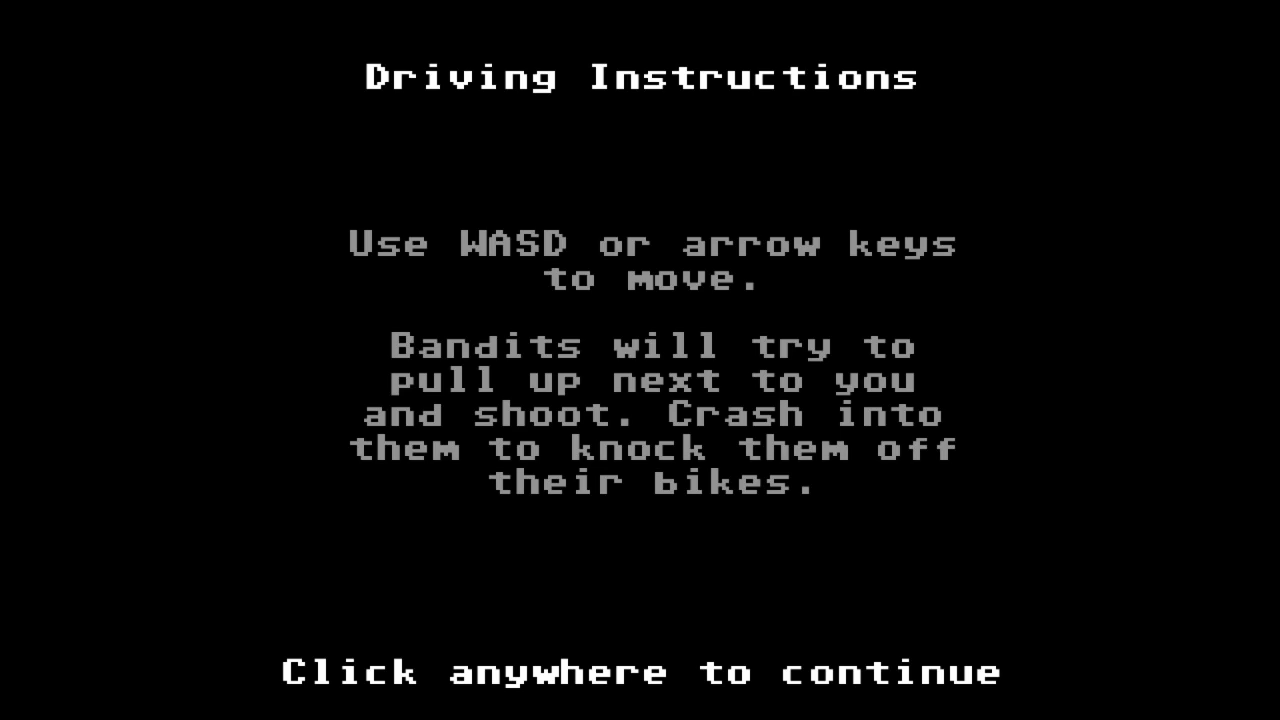 Driving Instructions
Use WASD or arrow keys
to move.
Bandits will try to
pull up next to you
and shoot. Crash into
them to knock them off
their bikes.
Click anywhere to continue